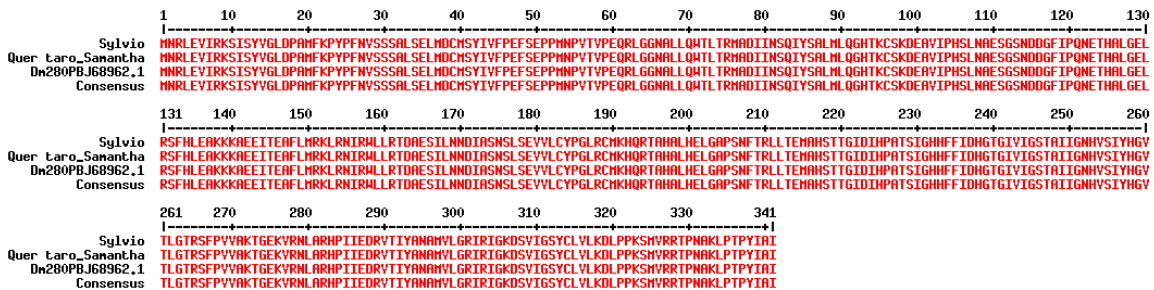 1 10 20 30 40 50 60 70 80 90 100 110 120 130
|--------+---------+---------+---------+---------+---------+---------+---------+---------+---------+---------+---------+---------|
Sylvio MNRLEVIRKSISYVGLDPAMFKPYPFNVSSSALSELMDCMSYIVFPEFSEPPMNPVTVPEQRLGGNALLQWTLTRMADIINSQIYSALMLQGHTKCSKDEAVIPHSLNAESGSNDDGFIPQNETHALGEL
Quer taro_Samantha MNRLEVIRKSISYVGLDPAMFKPYPFNVSSSALSELMDCMSYIVFPEFSEPPMNPVTVPEQRLGGNALLQWTLTRMADIINSQIYSALMLQGHTKCSKDEAVIPHSLNAESGSNDDGFIPQNETHALGEL
Dm280PBJ68962.1 MNRLEVIRKSISYVGLDPAMFKPYPFNVSSSALSELMDCMSYIVFPEFSEPPMNPVTVPEQRLGGNALLQWTLTRMADIINSQIYSALMLQGHTKCSKDEAVIPHSLNAESGSNDDGFIPQNETHALGEL
Consensus MNRLEVIRKSISYVGLDPAMFKPYPFNVSSSALSELMDCMSYIVFPEFSEPPMNPVTVPEQRLGGNALLQWTLTRMADIINSQIYSALMLQGHTKCSKDEAVIPHSLNAESGSNDDGFIPQNETHALGEL
131 140 150 160 170 180 190 200 210 220 230 240 250 260
|--------+---------+---------+---------+---------+---------+---------+---------+---------+---------+---------+---------+---------|
Sylvio RSFHLEAKKKAEEITEAFLMRKLRNIRWLLRTDAESILNNDIASNSLSEVVLCYPGLRCMKHQRTAHALHELGAPSNFTRLLTEMAHSTTGIDIHPATSIGHHFFIDHGTGIVIGSTAIIGNHVSIYHGV
Quer taro_Samantha RSFHLEAKKKAEEITEAFLMRKLRNIRWLLRTDAESILNNDIASNSLSEVVLCYPGLRCMKHQRTAHALHELGAPSNFTRLLTEMAHSTTGIDIHPATSIGHHFFIDHGTGIVIGSTAIIGNHVSIYHGV
Dm280PBJ68962.1 RSFHLEAKKKAEEITEAFLMRKLRNIRWLLRTDAESILNNDIASNSLSEVVLCYPGLRCMKHQRTAHALHELGAPSNFTRLLTEMAHSTTGIDIHPATSIGHHFFIDHGTGIVIGSTAIIGNHVSIYHGV
Consensus RSFHLEAKKKAEEITEAFLMRKLRNIRWLLRTDAESILNNDIASNSLSEVVLCYPGLRCMKHQRTAHALHELGAPSNFTRLLTEMAHSTTGIDIHPATSIGHHFFIDHGTGIVIGSTAIIGNHVSIYHGV
261 270 280 290 300 310 320 330 341
|--------+---------+---------+---------+---------+---------+---------+---------+|
Sylvio TLGTRSFPVVAKTGEKVRNLARHPIIEDRVTIYANAMVLGRIRIGKDSVIGSYCLVLKDLPPKSMVRRTPNAKLPTPYIAI
Quer taro_Samantha TLGTRSFPVVAKTGEKVRNLARHPIIEDRVTIYANAMVLGRIRIGKDSVIGSYCLVLKDLPPKSMVRRTPNAKLPTPYIAI
Dm280PBJ68962.1 TLGTRSFPVVAKTGEKVRNLARHPIIEDRVTIYANAMVLGRIRIGKDSVIGSYCLVLKDLPPKSMVRRTPNAKLPTPYIAI
Consensus TLGTRSFPVVAKTGEKVRNLARHPIIEDRVTIYANAMVLGRIRIGKDSVIGSYCLVLKDLPPKSMVRRTPNAKLPTPYIAI